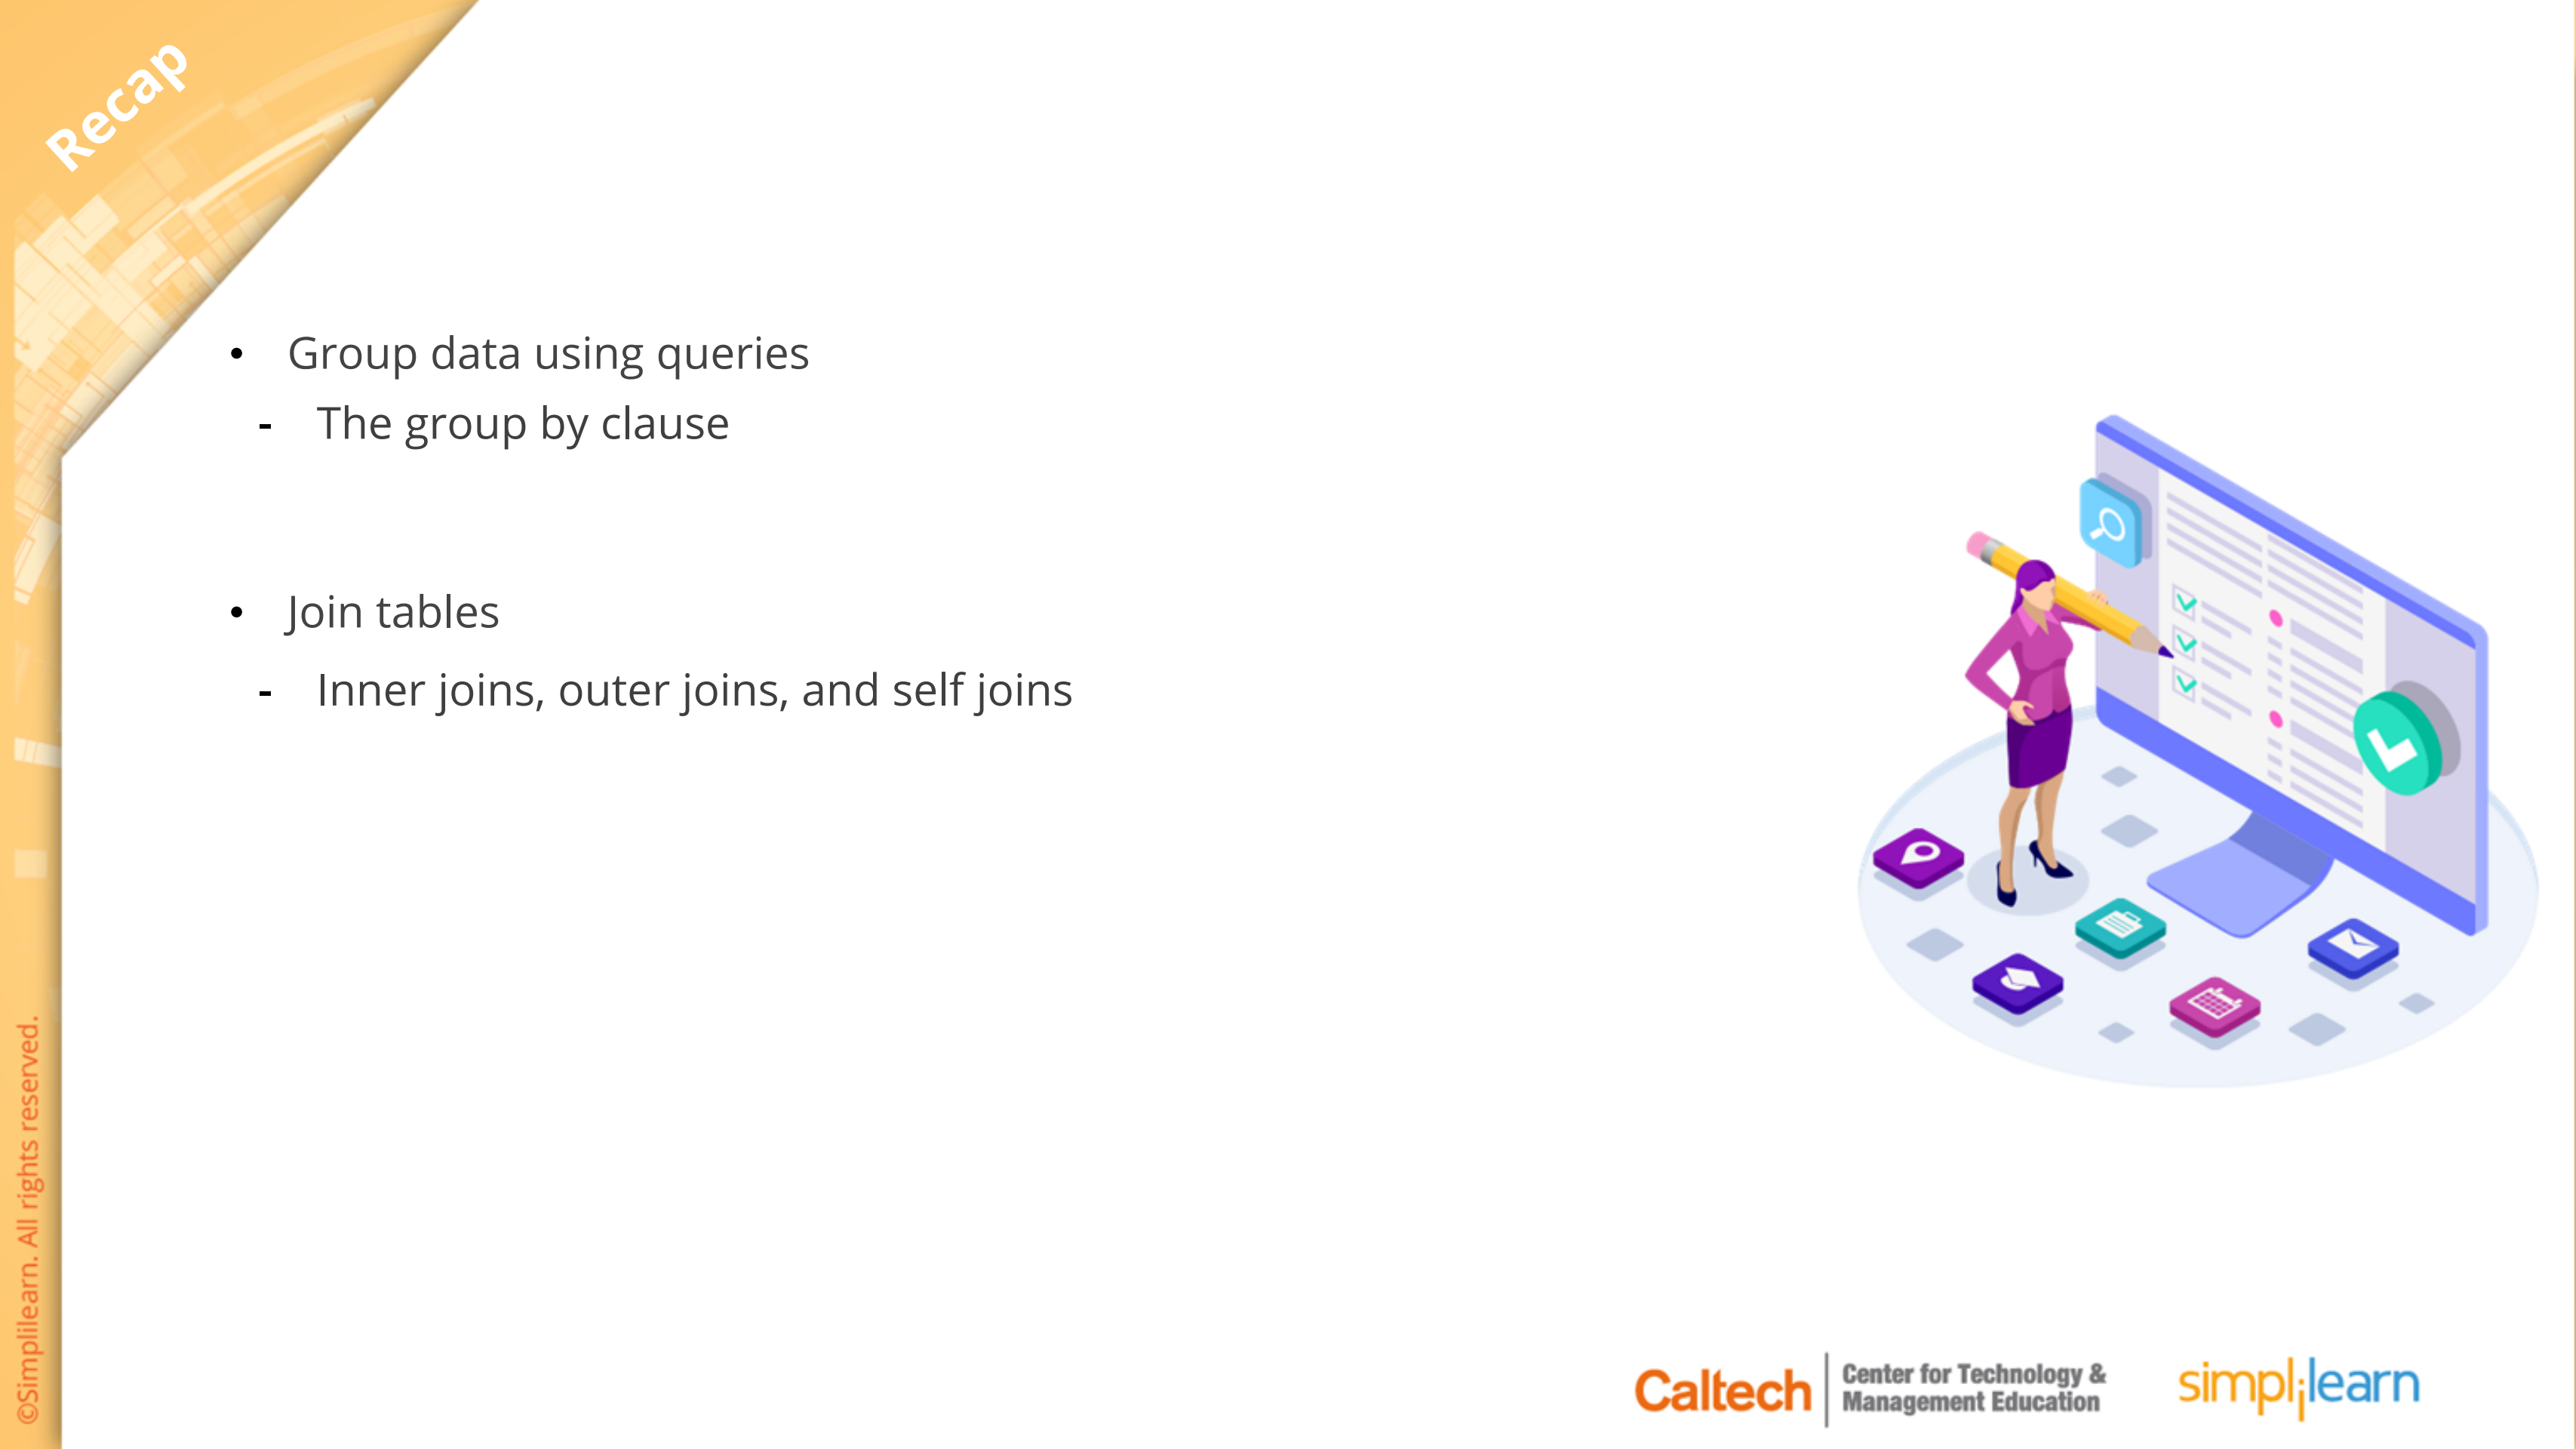 Recap
• Group data using queries
- The group by clause
• Join tables
- Inner joins, outer joins, and self joins
©Simplilearn. All rights reserved.
Caltech
Center for Technology &
Management Education
simplilearn